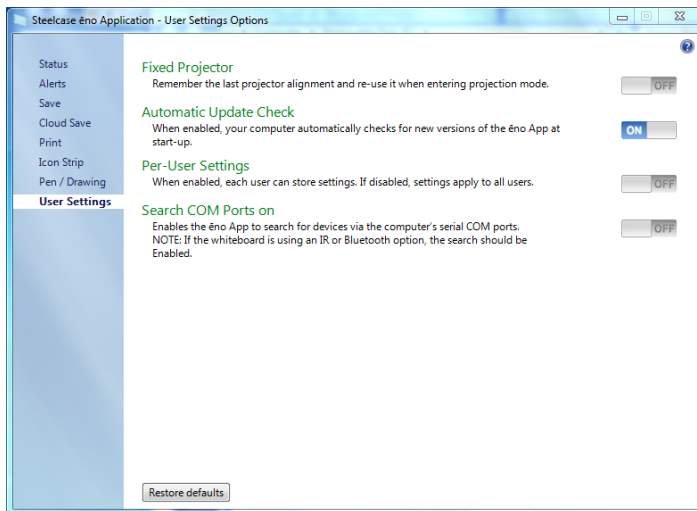 Steelcase ēno Application - User Settings Options
Status
Alerts
Save
Cloud Save
Print
Icon Strip
Pen / Drawing
User Settings
Fixed Projector
Remember the last projector alignment and re-use it when entering projection mode.
OFF
Automatic Update Check
When enabled, your computer automatically checks for new versions of the ēno App at
start-up.
ON
Per-User Settings
When enabled, each user can store settings. If disabled, settings apply to all users.
OFF
Search COM Ports on
Enables the ēno App to search for devices via the computer's serial COM ports.
NOTE: If the whiteboard is using an IR or Bluetooth option, the search should be
Enabled.
OFF
Restore defaults